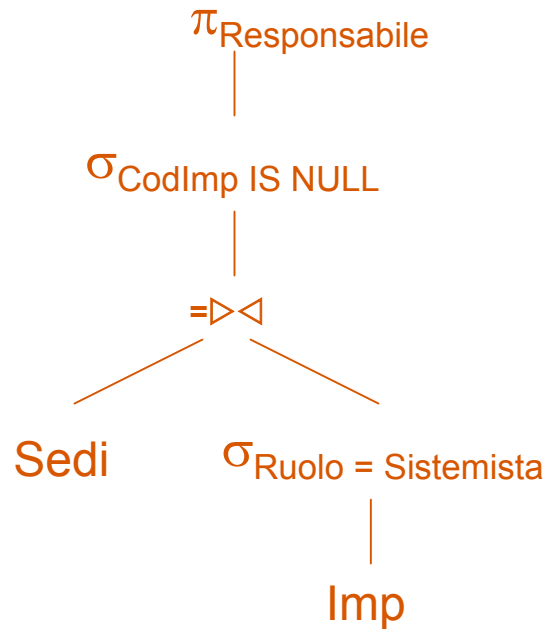 πResponsabile
σCodImp IS NULL
=▷◁
Sedi
σRuolo = Sistemista
Imp